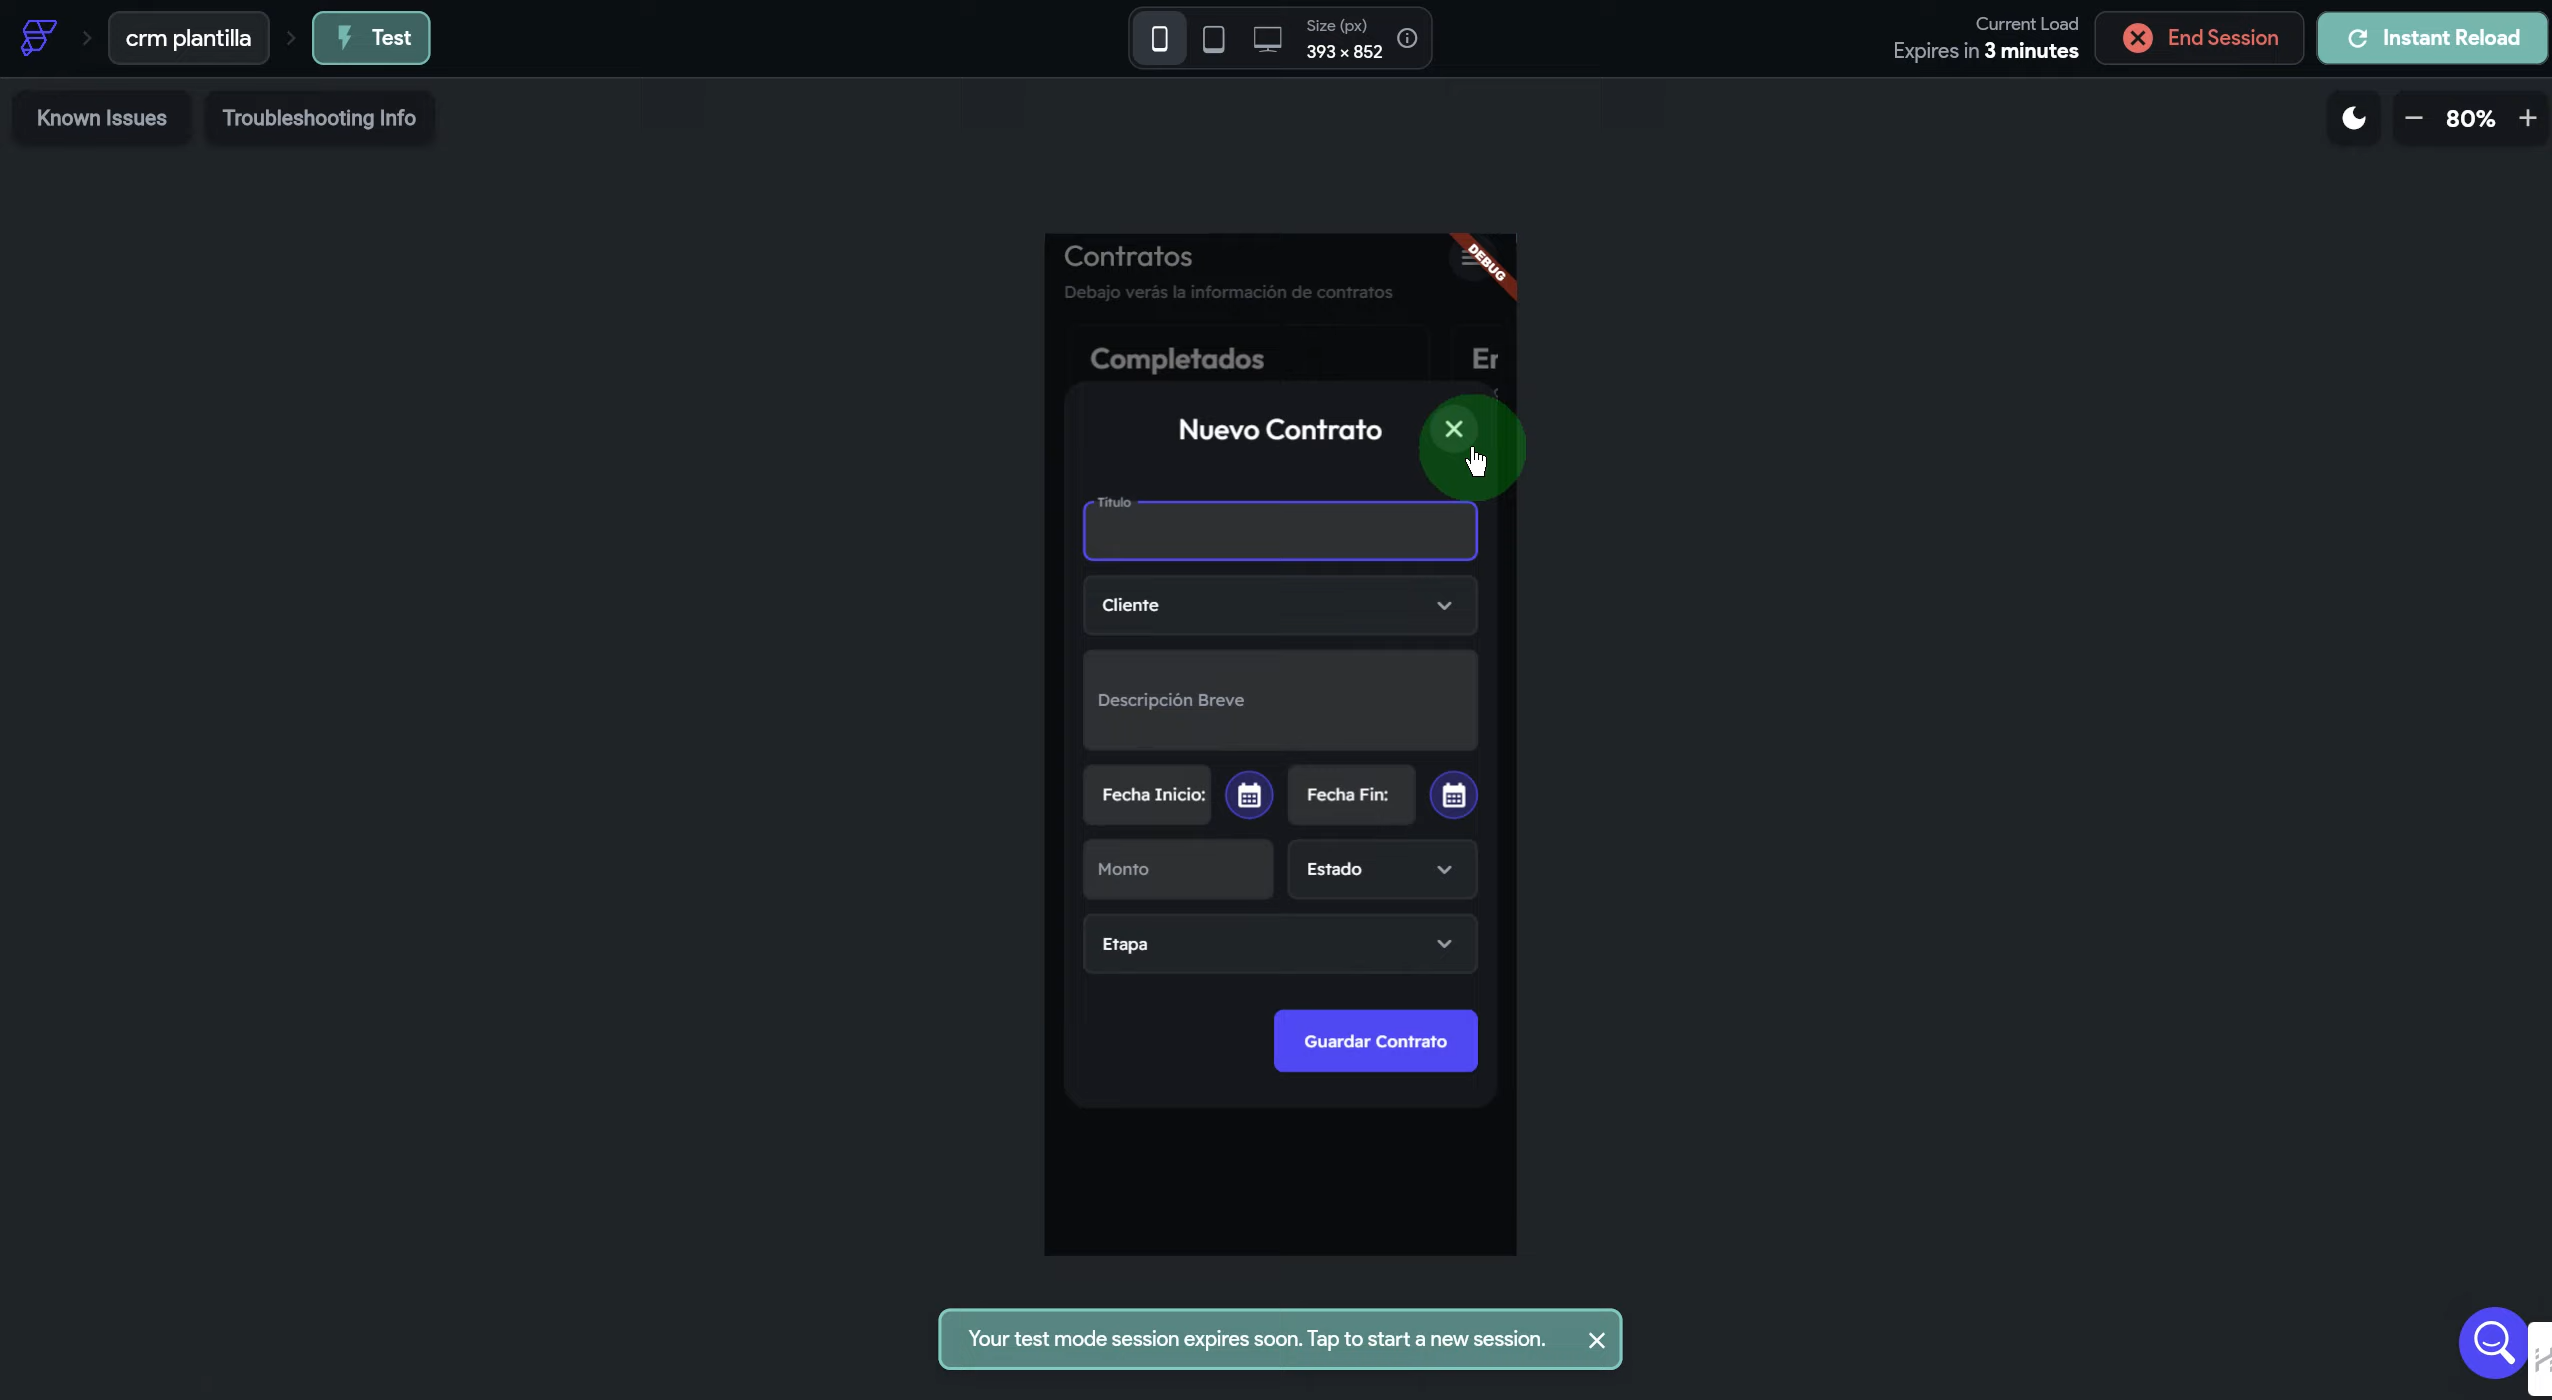 crm plantilla
Test
Size (px)
393 × 852
Current Load
Expires in 3 minutes
End Session
Instant Reload
Known Issues
Troubleshooting Info
80%
Contratos
DEBUG
Debajo verás la información de contratos
Completados
Er
Nuevo Contrato
Titulo
Cliente
Descripción Breve
Fecha Inicio:
Fecha Fin:
Monto
Estado
Etapa
Guardar Contrato
Your test mode session expires soon. Tap to start a new session.